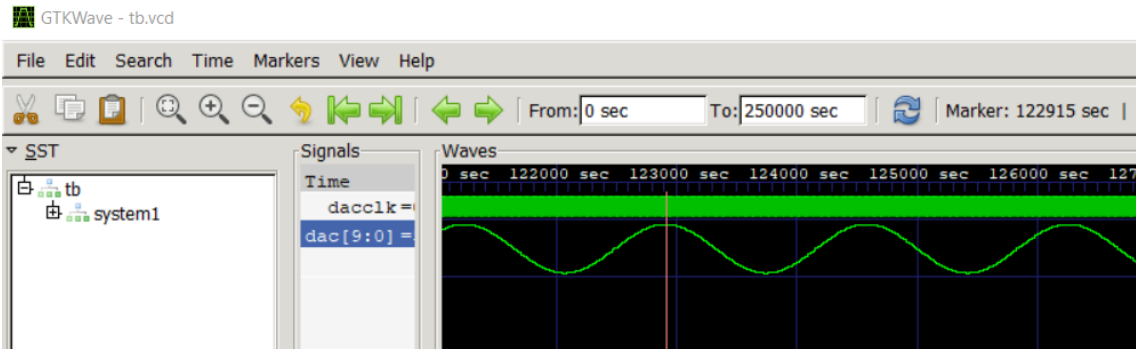 GTKWave - tb.vcd
File Edit Search Time Markers View Help
From: 0 sec To: 250000 sec Marker: 122915 sec |
SST
Signals
Waves
tb
system1
Time
dacclk =
dac[9:0] =
0 sec 122000 sec 123000 sec 124000 sec 125000 sec 126000 sec 127